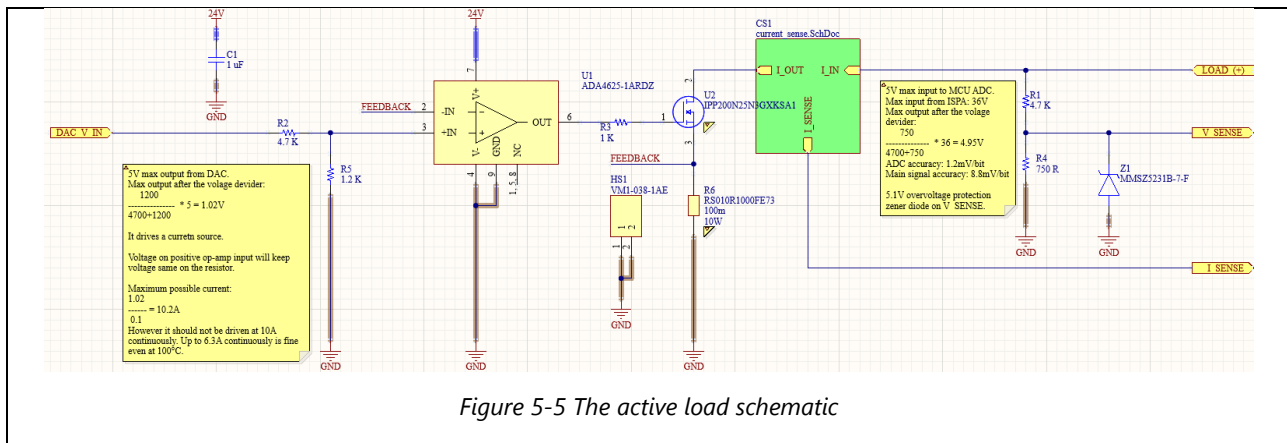 24V
C1
1 uF
GND
DAC_V_IN
R2
4.7 K
R5
1.2 K
GND
5V max output from DAC.
Max output after the volage devider:
1200
--------------- * 5 = 1.02V
4700+1200
It drives a curretn source.
Voltage on positive op-amp input will keep
voltage same on the resistor.
Maximum possible current:
1.02
------ = 10.2A
0.1
However it should not be driven at 10A
continuously. Up to 6.3A continuously is fine
even at 100°C.
24V
7
V+
U1
ADA4625-1ARDZ
FEEDBACK
2
-IN
3
+IN
OUT
6
V-
GND
NC
4
9
1, 5, 8
GND
R3
1 K
1
2
3
U2
IPP200N25N3GXKSA1
FEEDBACK
HS1
VM1-038-1AE
1
2
1
2
GND
R6
RS010R1000FE73
100m
10W
GND
CS1
current_sense.SchDoc
I_OUT
I_IN
I_SENSE
5V max input to MCU ADC.
Max input from ISPA: 36V
Max output after the volage
devider:
750
--------------- * 36 = 4.95V
4700+750
ADC accuracy: 1.2mV/bit
Main signal accuracy: 8.8mV/bit
5.1V overvoltage protection
zener diode on V_SENSE.
LOAD_(+)
R1
4.7 K
V_SENSE
R4
750 R
Z1
MMSZ5231B-7-F
GND
GND
I_SENSE
Figure 5-5 The active load schematic